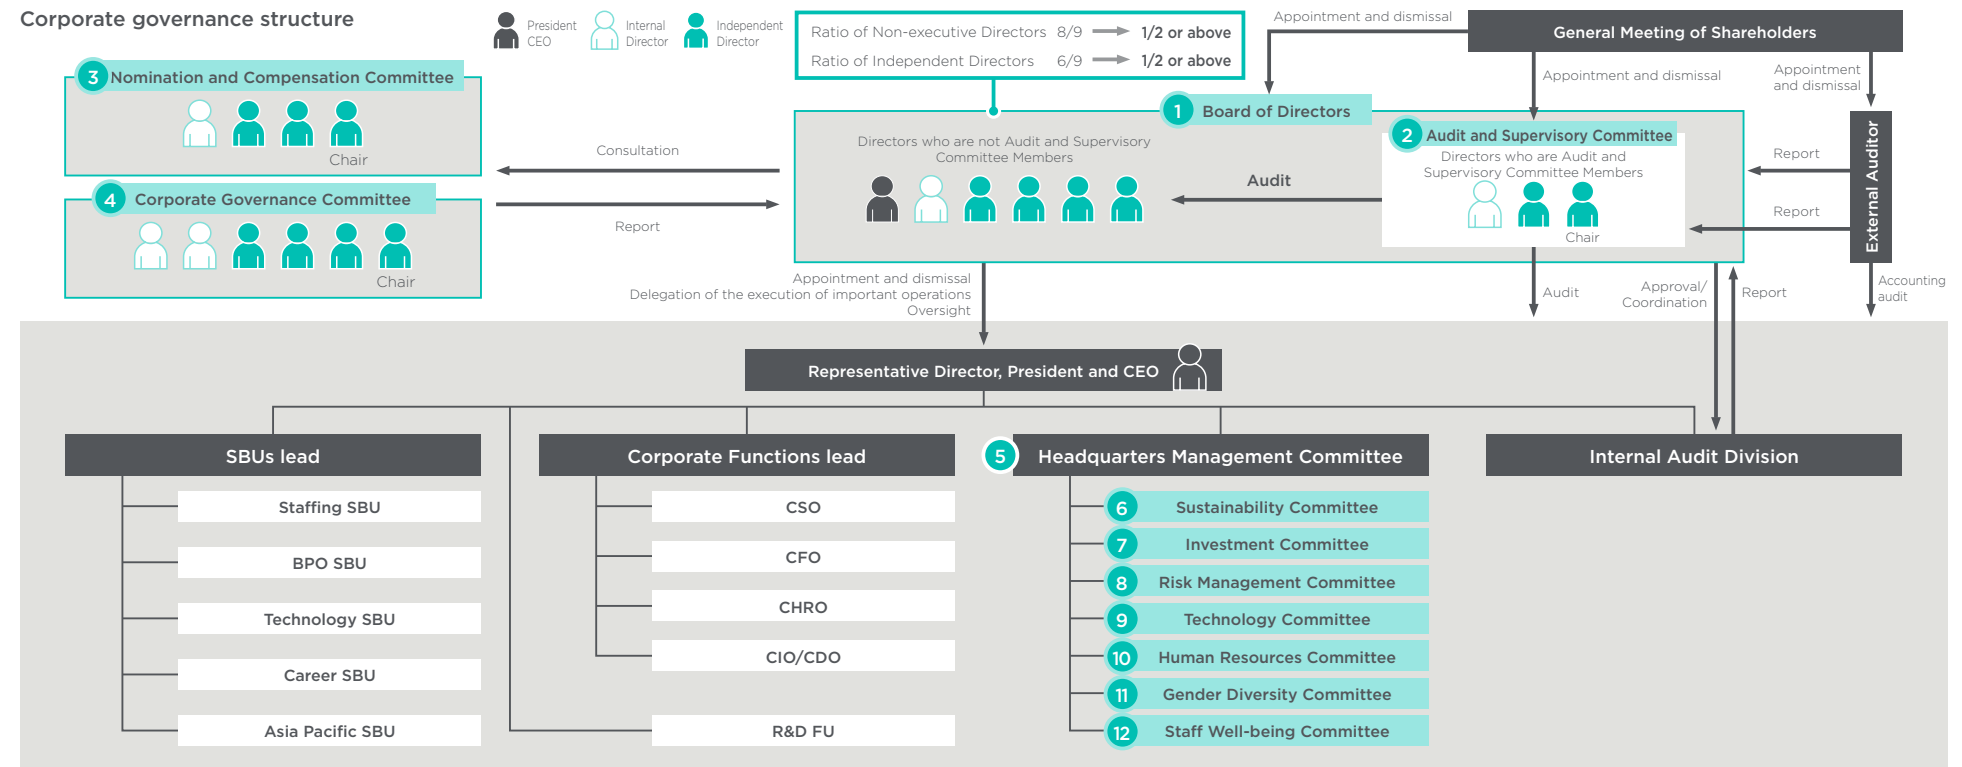 Corporate governance structure
President
CEO
Internal
Director
Independent
Director
Ratio of Non-executive Directors 8/9 1/2 or above
Ratio of Independent Directors 6/9 1/2 or above
Appointment and dismissal
General Meeting of Shareholders
Appointment and dismissal
Appointment
and dismissal
3 Nomination and Compensation Committee
Chair
4 Corporate Governance Committee
Chair
Consultation
Report
1 Board of Directors
Directors who are not Audit and Supervisory
Committee Members
Audit
2 Audit and Supervisory Committee
Directors who are Audit and
Supervisory Committee Members
Chair
Report
Report
External Auditor
Appointment and dismissal
Delegation of the execution of important operations
Oversight
Audit
Approval/
Coordination
Report
Accounting
audit
Representative Director, President and CEO
SBUs lead
Staffing SBU
BPO SBU
Technology SBU
Career SBU
Asia Pacific SBU
Corporate Functions lead
CSO
CFO
CHRO
CIO/CDO
R&D FU
5 Headquarters Management Committee
6 Sustainability Committee
7 Investment Committee
8 Risk Management Committee
9 Technology Committee
10 Human Resources Committee
11 Gender Diversity Committee
12 Staff Well-being Committee
Internal Audit Division